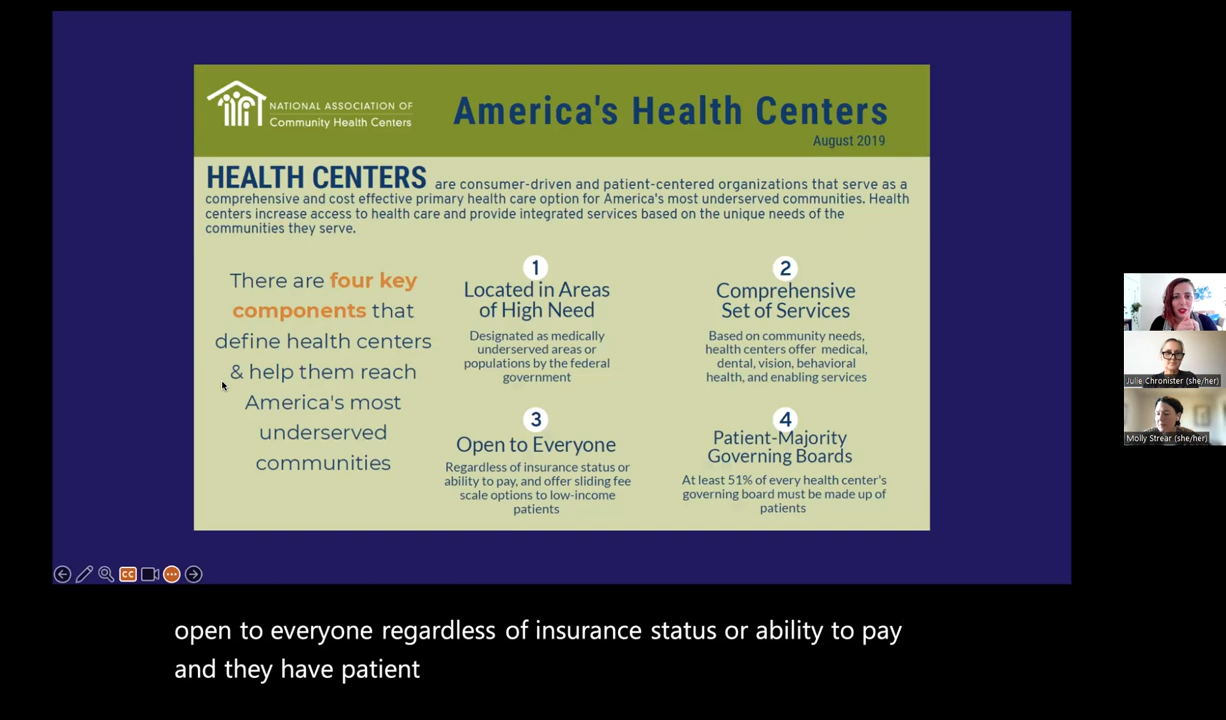 NATIONAL ASSOCIATION OF
Community Health Centers
America's Health Centers
August 2019
HEALTH CENTERS are consumer-driven and patient-centered organizations that serve as a
comprehensive and cost effective primary health care option for America's most underserved communities. Health
centers increase access to health care and provide integrated services based on the unique needs of the
communities they serve.
There are four key
components that
define health centers
& help them reach
America's most
underserved
communities
1
Located in Areas
of High Need
Designated as medically
underserved areas or
populations by the federal
government
2
Comprehensive
Set of Services
Based on community needs,
health centers offer medical,
dental, vision, behavioral
health, and enabling services
3
Open to Everyone
Regardless of insurance status or
ability to pay, and offer sliding fee
scale options to low-income
patients
4
Patient-Majority
Governing Boards
At least 51% of every health center's
governing board must be made up of
patients
Julie Chronister (she/her)
Molly Strear (she/her)
CC
open to everyone regardless of insurance status or ability to pay
and they have patient